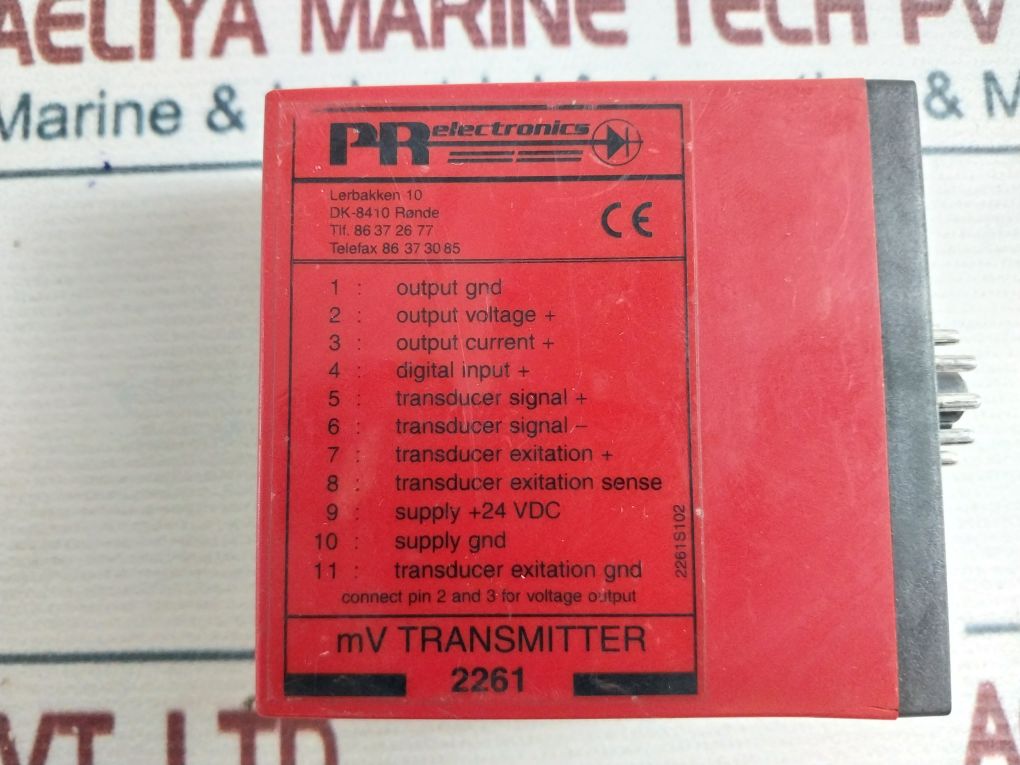 AELIYA MARINE TECH PV
Marine & & M
PR electronics
Lerbakken 10
DK-8410 Rønde
Tlf. 86 37 26 77
Telefax 86 37 30 85
CE
1 : output gnd
2 : output voltage +
3 : output current +
4 : digital input +
5 : transducer signal +
6 : transducer signal –
7 : transducer exitation +
8 : transducer exitation sense
9 : supply +24 VDC
10 : supply gnd
11 : transducer exitation gnd
connect pin 2 and 3 for voltage output
2261S102
mV TRANSMITTER
2261
VT. LTD. A